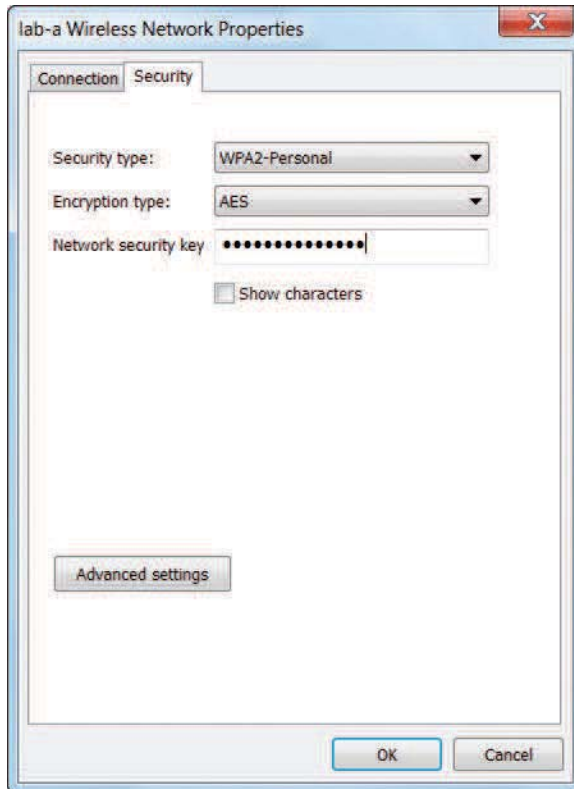 lab-a Wireless Network Properties
Connection Security
Security type: WPA2-Personal
Encryption type: AES
Network security key ••••••••••••••
Show characters
Advanced settings
OK Cancel